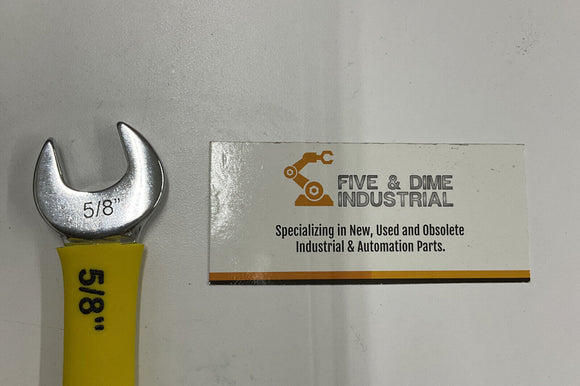 5/8"
5/8"
FIVE & DIME
INDUSTRIAL
Specializing in New, Used and Obsolete
Industrial & Automation Parts.